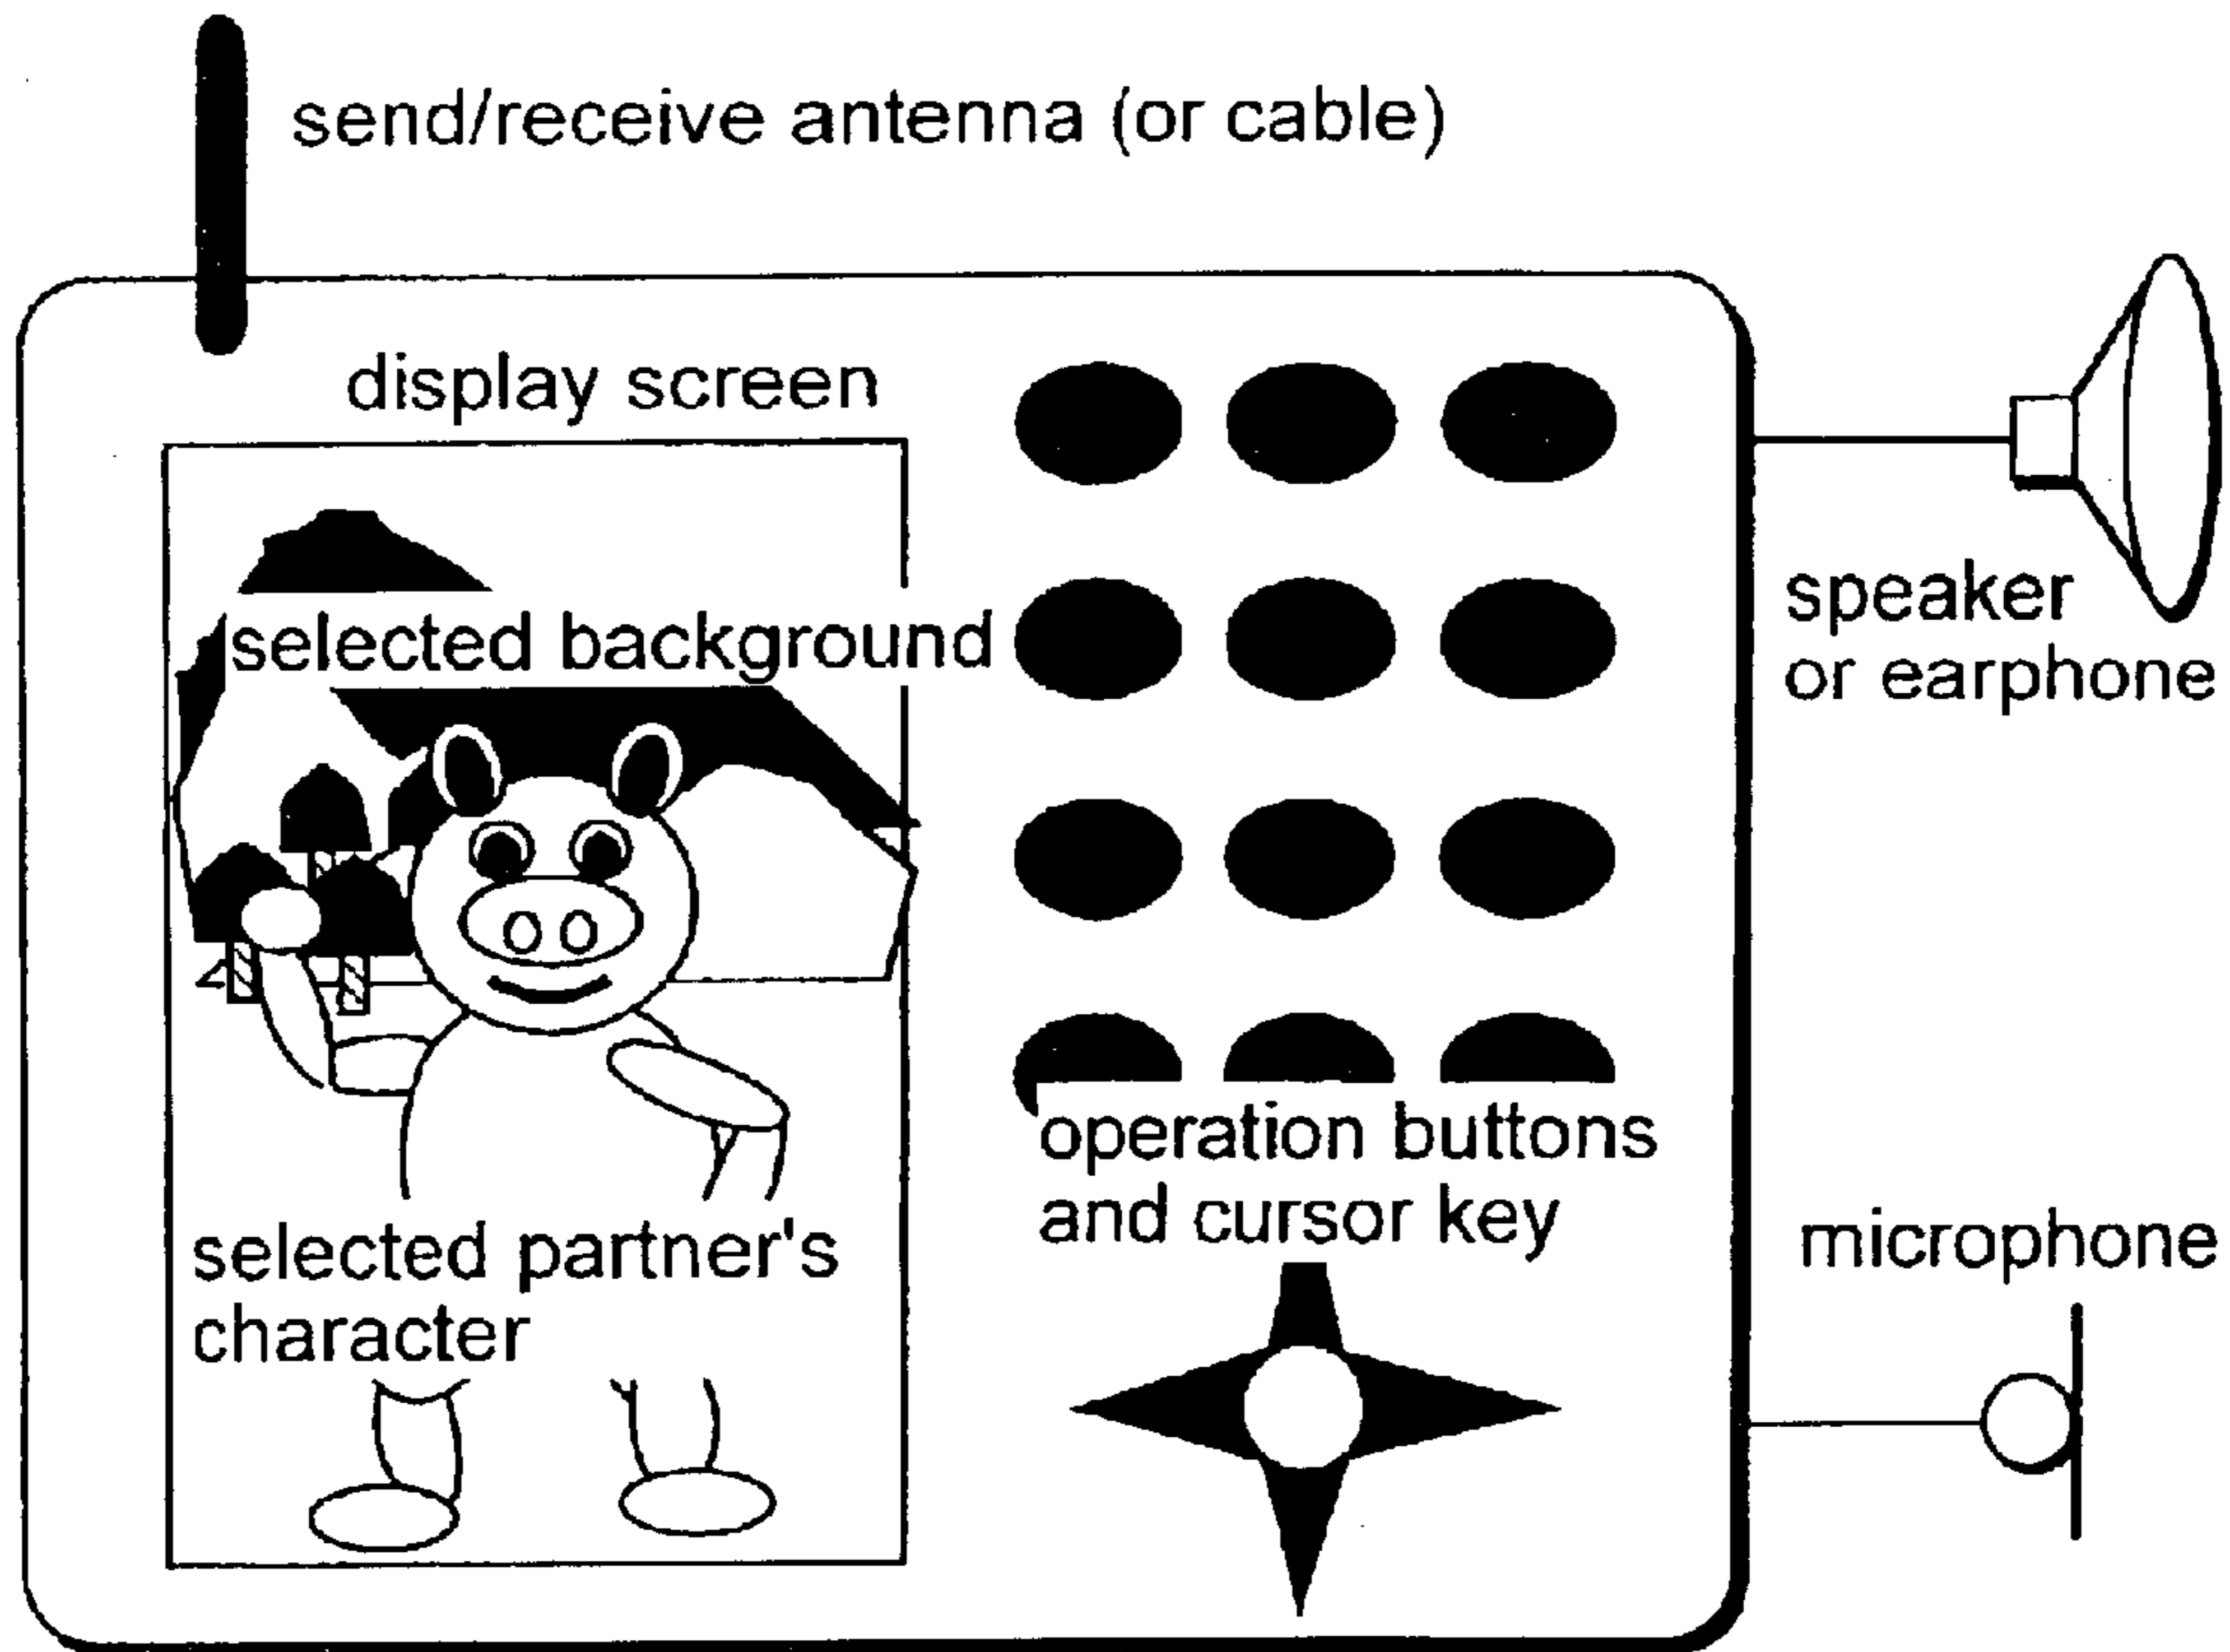 send/receive antenna (or cable)
display screen
selected background
speaker
or earphone
operation buttons
and cursor key
selected partner's
character
microphone